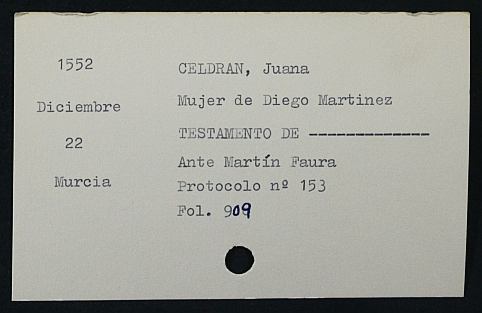 1552
Diciembre
22
Murcia
CELDRAN, Juana
Mujer de Diego Martinez
TESTAMENTO DE -------------
Ante Martín Faura
Protocolo nº 153
Fol. 909